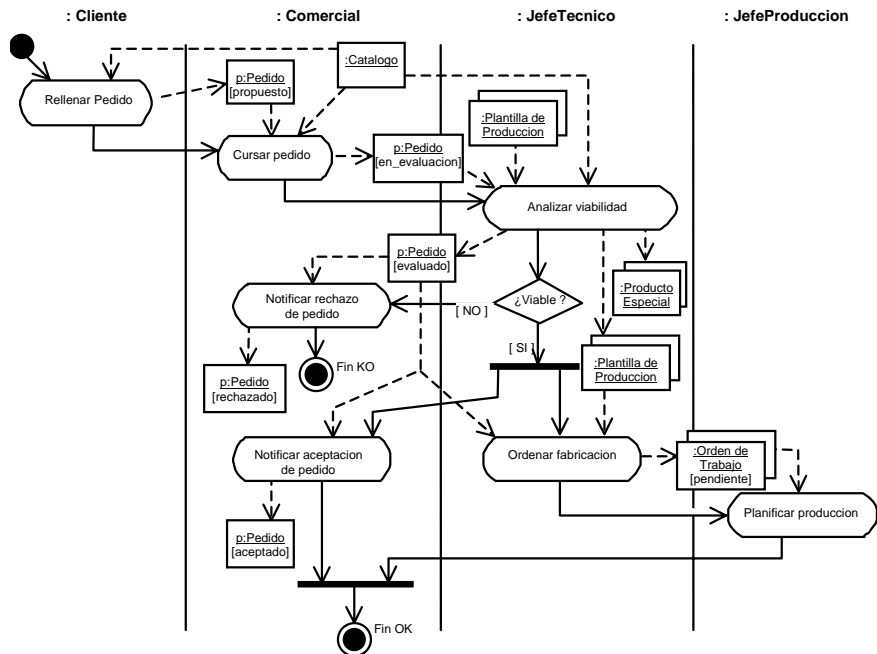 : Cliente
: Comercial
: JefeTecnico
: JefeProduccion
:Catalogo
Rellenar Pedido
p:Pedido
[propuesto]
:Plantilla de
Produccion
Cursar pedido
p:Pedido
[en_evaluacion]
Analizar viabilidad
p:Pedido
[evaluado]
:Producto
Especial
Notificar rechazo
de pedido
¿Viable ?
[ NO ]
[ SI ]
Fin KO
p:Pedido
[rechazado]
:Plantilla de
Produccion
Notificar aceptacion
de pedido
Ordenar fabricacion
:Orden de
Trabajo
[pendiente]
Planificar produccion
p:Pedido
[aceptado]
Fin OK